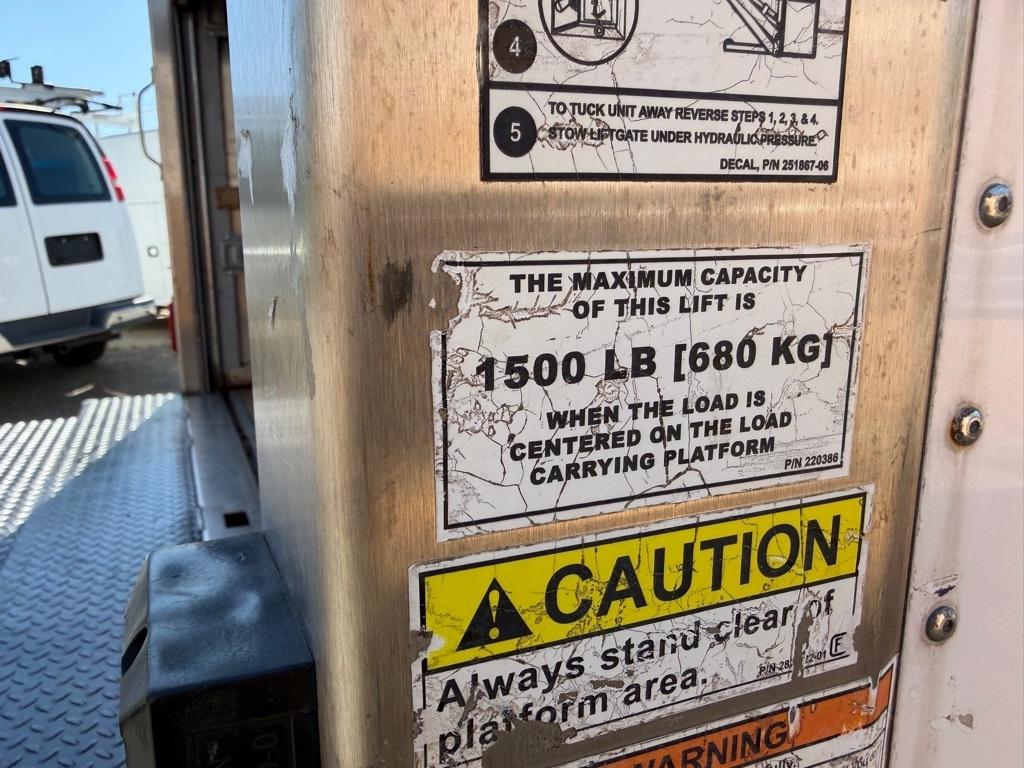 4
5
TO TUCK UNIT AWAY REVERSE STEPS 1, 2, 3, & 4.
STOW LIFTGATE UNDER HYDRAULIC PRESSURE.
DECAL, P/N 251867-06
THE MAXIMUM CAPACITY
OF THIS LIFT IS
1500 LB [680 KG]
WHEN THE LOAD IS
CENTERED ON THE LOAD
CARRYING PLATFORM
P/N 220386
CAUTION
Always stand clear of
platform area.
P/N
WARNING